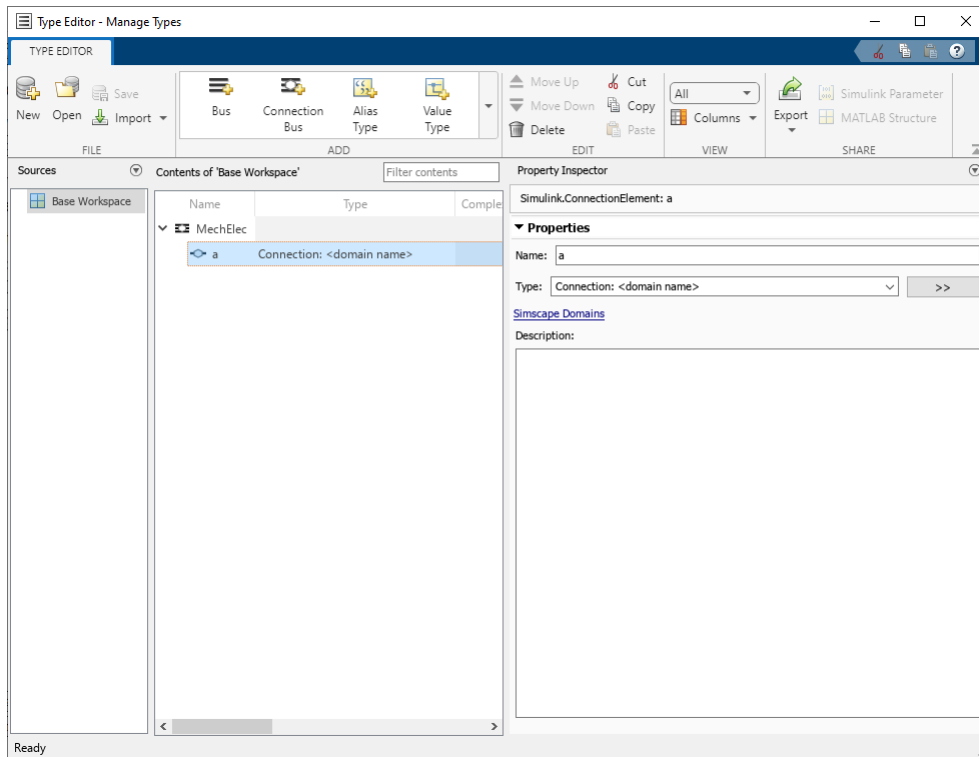 Type Editor - Manage Types
TYPE EDITOR
New
Open
Save
Import
FILE
Bus
Connection
Bus
Alias
Type
Value
Type
ADD
Move Up
Move Down
Delete
Cut
Copy
Paste
EDIT
All
Columns
VIEW
Export
Simulink Parameter
MATLAB Structure
SHARE
Sources
Base Workspace
Contents of 'Base Workspace'
Filter contents
Name Type Comple
MechElec
a Connection: <domain name>
Property Inspector
Simulink.ConnectionElement: a
Properties
Name: a
Type: Connection: <domain name> >>
Simscape Domains
Description:
Ready